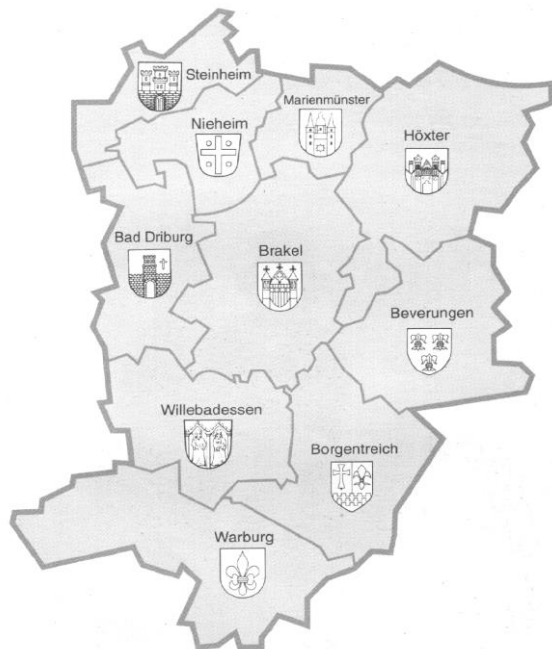 Steinheim
Marienmünster
Nieheim
Höxter
Bad Driburg
Brakel
Beverungen
Willebadessen
Borgentreich
Warburg